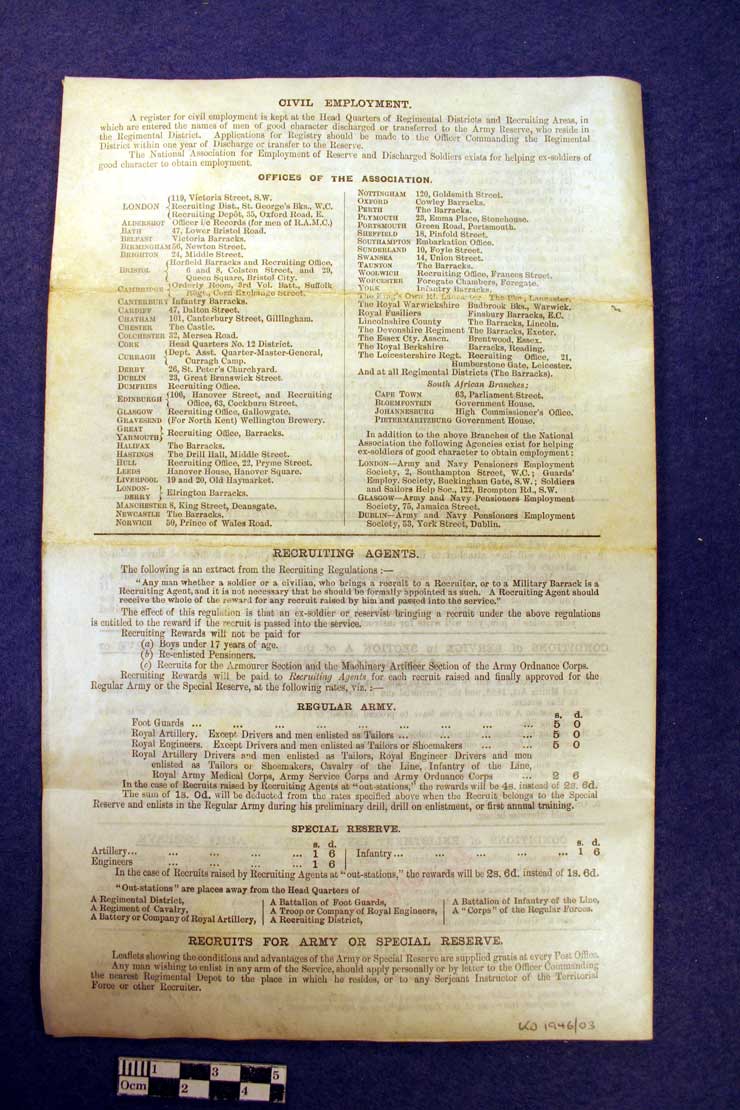 CIVIL EMPLOYMENT.
A register for civil employment is kept at the Head Quarters of Regimental Districts and Recruiting Areas, in
which are entered the names of men of good character discharged or transferred to the Army Reserve, who reside in
the Regimental District. Applications for Registry should be made to the Officer Commanding the Regimental
District within one year of Discharge or transfer to the Reserve.
The National Association for Employment of Reserve and Discharged Soldiers exists for helping ex-soldiers of
good character to obtain employment.
OFFICES OF THE ASSOCIATION.
LONDON { 119, Victoria Street, S.W.
Recruiting Dist., St. George's Bks., W.C.
Recruiting Depôt, 35, Oxford Road, E.
ALDERSHOT Officer i/c Records (for men of R.A.M.C.)
BATH 47, Lower Bristol Road.
BELFAST Victoria Barracks.
BIRMINGHAM 56, Newton Street.
BRIGHTON 24, Middle Street.
BRISTOL { Horfield Barracks and Recruiting Office,
6 and 8, Colston Street, and 29,
Queen Square, Bristol City.
CAMBRIDGE { Orderly Room, 3rd Vol. Batt., Suffolk
Regt., Corn Exchange Street.
CANTERBURY Infantry Barracks.
CARDIFF 47, Dalton Street.
CHATHAM 101, Canterbury Street, Gillingham.
CHESTER The Castle.
COLCHESTER 32, Mersea Road.
CORK Head Quarters No. 12 District.
CURRAGH { Dept. Asst. Quarter-Master-General,
Curragh Camp.
DERBY 26, St. Peter's Churchyard.
DUBLIN 23, Great Brunswick Street.
DUMFRIES Recruiting Office.
EDINBURGH { 106, Hanover Street, and Recruiting
Office, 63, Cockburn Street.
GLASGOW Recruiting Office, Gallowgate.
GRAVESEND (For North Kent) Wellington Brewery.
GREAT
YARMOUTH } Recruiting Office, Barracks.
HALIFAX The Barracks.
HASTINGS The Drill Hall, Middle Street.
HULL Recruiting Office, 22, Pryme Street.
LEEDS Hanover House, Hanover Square.
LIVERPOOL 19 and 20, Old Haymarket.
LONDON-
DERRY } Ebrington Barracks.
MANCHESTER 8, King Street, Deansgate.
NEWCASTLE The Barracks.
NORWICH 50, Prince of Wales Road.
NOTTINGHAM 120, Goldsmith Street.
OXFORD Cowley Barracks.
PERTH The Barracks.
PLYMOUTH 23, Emma Place, Stonehouse.
PORTSMOUTH Green Road, Portsmouth.
SHEFFIELD 18, Pinfold Street.
SOUTHAMPTON Embarkation Office.
SUNDERLAND 10, Foyle Street.
SWANSEA 14, Union Street.
TAUNTON The Barracks.
WOOLWICH Recruiting Office, Frances Street.
WORCESTER Foregate Chambers, Foregate.
YORK Infantry Barracks.
The King's Own Rl. Lancaster. The Bks., Lancaster.
The Royal Warwickshire Budbrook Bks., Warwick.
Royal Fusiliers Finsbury Barracks, E.C.
Lincolnshire County The Barracks, Lincoln.
The Devonshire Regiment The Barracks, Exeter.
The Essex Cty. Assen. Brentwood, Essex.
The Royal Berkshire Barracks, Reading.
The Leicestershire Regt. Recruiting Office, 21,
Humberstone Gate, Leicester.
And at all Regimental Districts (The Barracks).
South African Branches:
CAPE TOWN 63, Parliament Street.
BLOEMFONTEIN Government House.
JOHANNESBURG High Commissioner's Office.
PIETERMARITZBURG Government House.
In addition to the above Branches of the National
Association the following Agencies exist for helping
ex-soldiers of good character to obtain employment:
LONDON—Army and Navy Pensioners Employment
Society, 2, Southampton Street, W.C.; Guards'
Employ. Society, Buckingham Gate, S.W.; Soldiers
and Sailors Help Soc., 122, Brompton Rd., S.W.
GLASGOW—Army and Navy Pensioners Employment
Society, 75, Jamaica Street.
DUBLIN—Army and Navy Pensioners Employment
Society, 53, York Street, Dublin.
RECRUITING AGENTS.
The following is an extract from the Recruiting Regulations :—
"Any man whether a soldier or a civilian, who brings a recruit to a Recruiter, or to a Military Barrack is a
Recruiting Agent, and it is not necessary that he should be formally appointed as such. A Recruiting Agent should
receive the whole of the reward for any recruit raised by him and passed into the service."
The effect of this regulation is that an ex-soldier or reservist bringing a recruit under the above regulations
is entitled to the reward if the recruit is passed into the service.
Recruiting Rewards will not be paid for
(a) Boys under 17 years of age.
(b) Re-enlisted Pensioners.
(c) Recruits for the Armourer Section and the Machinery Artificer Section of the Army Ordnance Corps.
Recruiting Rewards will be paid to Recruiting Agents for each recruit raised and finally approved for the
Regular Army or the Special Reserve, at the following rates, viz. :—
REGULAR ARMY.
s. d.
Foot Guards ... ... ... ... ... ... ... ... ... 5 0
Royal Artillery. Except Drivers and men enlisted as Tailors ... ... ... ... 5 0
Royal Engineers. Except Drivers and men enlisted as Tailors or Shoemakers ... ... 5 0
Royal Artillery Drivers and men enlisted as Tailors, Royal Engineer Drivers and men
enlisted as Tailors or Shoemakers, Cavalry of the Line, Infantry of the Line,
Royal Army Medical Corps, Army Service Corps and Army Ordnance Corps ... 2 6
In the case of Recruits raised by Recruiting Agents at "out-stations," the rewards will be 4s. instead of 2s. 6d.
The sum of 1s. 0d. will be deducted from the rates specified above when the Recruit belongs to the Special
Reserve and enlists in the Regular Army during his preliminary drill, drill on enlistment, or first annual training.
SPECIAL RESERVE.
s. d. s. d.
Artillery... ... ... ... ... 1 6 Infantry ... ... ... ... ... 1 6
Engineers ... ... ... ... 1 6
In the case of Recruits raised by Recruiting Agents at "out-stations," the rewards will be 2s. 6d. instead of 1s. 6d.
"Out-stations" are places away from the Head Quarters of
A Regimental District, A Battalion of Foot Guards, A Battalion of Infantry of the Line,
A Regiment of Cavalry, A Troop or Company of Royal Engineers, A "Corps" of the Regular Forces.
A Battery or Company of Royal Artillery, A Recruiting District,
RECRUITS FOR ARMY OR SPECIAL RESERVE.
Leaflets showing the conditions and advantages of the Army or Special Reserve are supplied gratis at every Post Office.
Any man wishing to enlist in any arm of the Service, should apply personally or by letter to the Officer Commanding
the nearest Regimental Depot to the place in which he resides, or to any Serjeant Instructor of the Territorial
Force or other Recruiter.
KO 1946/03
0cm 1 2 3 4 5